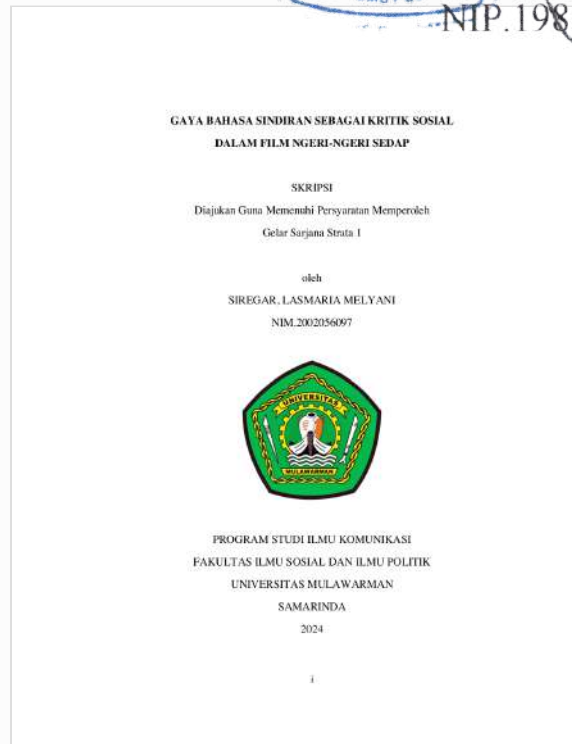 NIP.198
GAYA BAHASA SINDIRAN SEBAGAI KRITIK SOSIAL
DALAM FILM NGERI-NGERI SEDAP
SKRIPSI
Diajukan Guna Memenuhi Persyaratan Memperoleh
Gelar Sarjana Strata 1
oleh
SIREGAR, LASMARIA MELYANI
NIM.2002056097
UNIVERSITAS
MULAWARMAN
PROGRAM STUDI ILMU KOMUNIKASI
FAKULTAS ILMU SOSIAL DAN ILMU POLITIK
UNIVERSITAS MULAWARMAN
SAMARINDA
2024
i